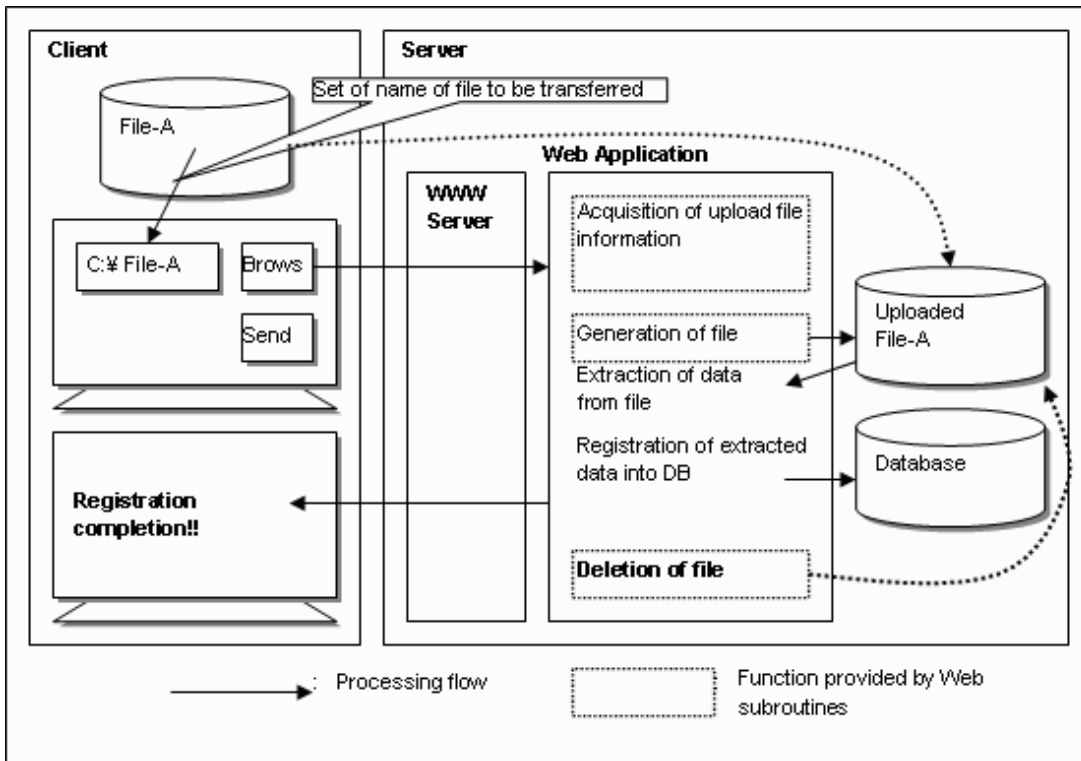 Client
Server
Set of name of file to be transferred
File-A
Web Application
WWW
Server
Acquisition of upload file
information
C:¥ File-A
Brows
Send
Generation of file
Uploaded
File-A
Extraction of data
from file
Registration of extracted
data into DB
Database
Registration
completion!!
Deletion of file
: Processing flow
Function provided by Web
subroutines